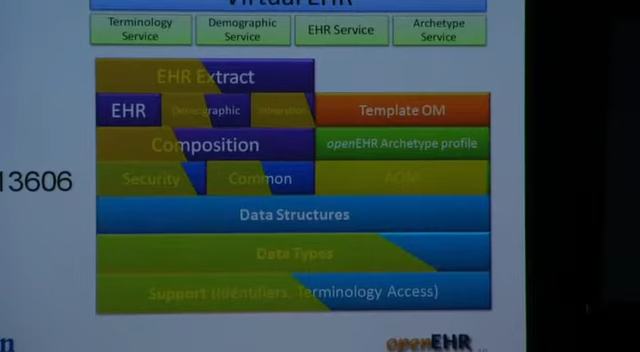 Virtual EHR
Terminology Service
Demographic Service
EHR Service
Archetype Service
EHR Extract
EHR
Demographic
Integration
Template OM
Composition
openEHR Archetype profile
13606
Security
Common
AOM
Data Structures
Data Types
Support (Identifiers, Terminology Access)
openEHR